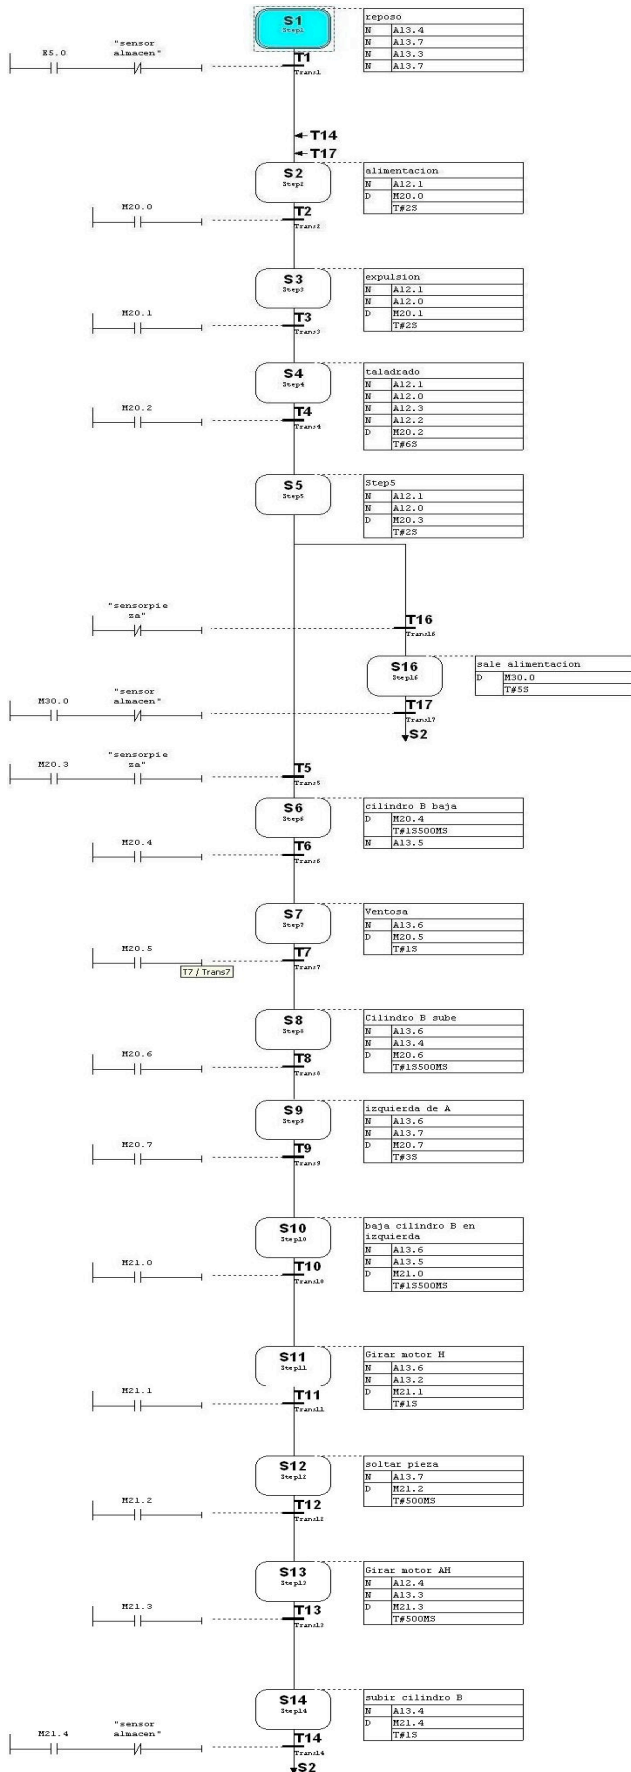 S1
Step1
reposo
N A13.4
N A13.7
N A13.3
N A13.7
E5.0
"sensor
almacen"
T1
Trans1
T14
T17
S2
Step2
alimentacion
N A12.1
D M20.0
T#2S
M20.0
T2
Trans2
S3
Step3
expulsion
N A12.1
N A12.0
D M20.1
T#2S
M20.1
T3
Trans3
S4
Step4
taladrado
N A12.1
N A12.0
N A12.3
N A12.2
D M20.2
T#6S
M20.2
T4
Trans4
S5
Step5
Step5
N A12.1
N A12.0
D M20.3
T#2S
"sensorpie
za"
T16
Trans16
S16
Step16
sale alimentacion
D M30.0
T#5S
M30.0
"sensor
almacen"
T17
Trans17
S2
M20.3
"sensorpie
za"
T5
Trans5
S6
Step6
cilindro B baja
D M20.4
T#1S500MS
N A13.5
M20.4
T6
Trans6
S7
Step7
Ventosa
N A13.6
D M20.5
T#1S
M20.5
T7
Trans7
T7 / Trans7
S8
Step8
Cilindro B sube
N A13.6
N A13.4
D M20.6
T#1S500MS
M20.6
T8
Trans8
S9
Step9
izquierda de A
N A13.6
N A13.7
D M20.7
T#3S
M20.7
T9
Trans9
S10
Step10
baja cilindro B en
izquierda
N A13.6
N A13.5
D M21.0
T#1S500MS
M21.0
T10
Trans10
S11
Step11
Girar motor H
N A13.6
N A13.2
D M21.1
T#1S
M21.1
T11
Trans11
S12
Step12
soltar pieza
N A13.7
D M21.2
T#500MS
M21.2
T12
Trans12
S13
Step13
Girar motor AH
N A12.4
N A13.3
D M21.3
T#500MS
M21.3
T13
Trans13
S14
Step14
subir cilindro B
N A13.4
D M21.4
T#1S
M21.4
"sensor
almacen"
T14
Trans14
S2